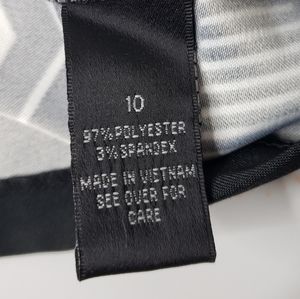 10
97% POLYESTER
3% SPANDEX
MADE IN VIETNAM
SEE OVER FOR
CARE